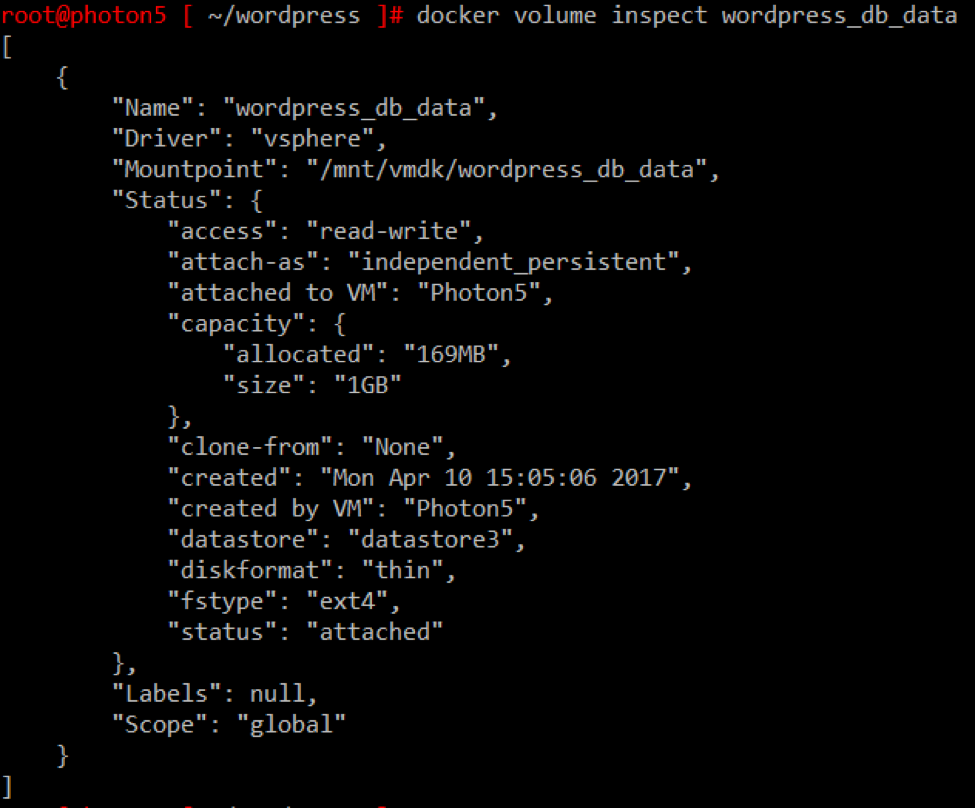 root@photon5 [ ~/wordpress ]# docker volume inspect wordpress_db_data
[
    {
        "Name": "wordpress_db_data",
        "Driver": "vsphere",
        "Mountpoint": "/mnt/vmdk/wordpress_db_data",
        "Status": {
            "access": "read-write",
            "attach-as": "independent_persistent",
            "attached to VM": "Photon5",
            "capacity": {
                "allocated": "169MB",
                "size": "1GB"
            },
            "clone-from": "None",
            "created": "Mon Apr 10 15:05:06 2017",
            "created by VM": "Photon5",
            "datastore": "datastore3",
            "diskformat": "thin",
            "fstype": "ext4",
            "status": "attached"
        },
        "Labels": null,
        "Scope": "global"
    }
]